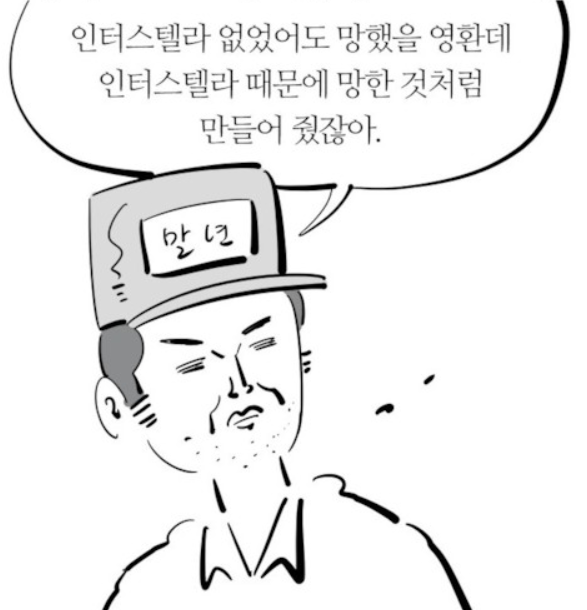 인터스텔라 없었어도 망했을 영환데
인터스텔라 때문에 망한 것처럼
만들어 줬잖아.
말년